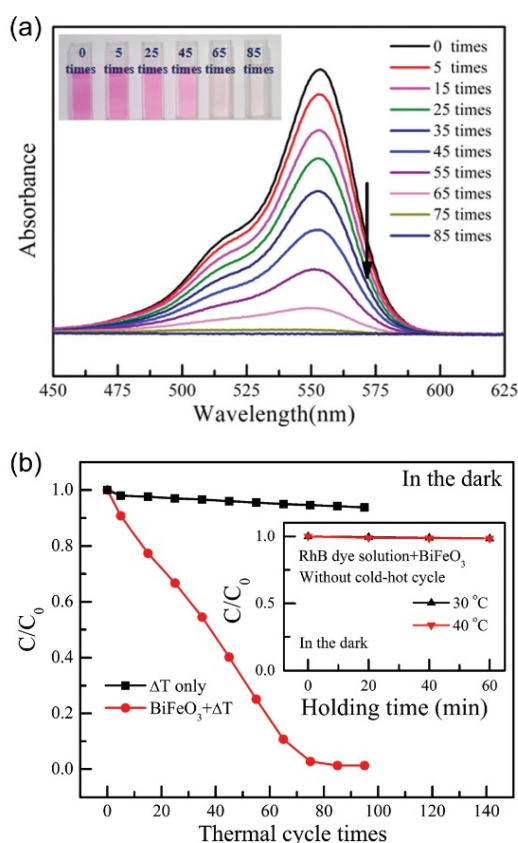 (a)
0 5 25 45 65 85
times times times times times times
0 times
5 times
15 times
25 times
35 times
45 times
55 times
65 times
75 times
85 times
Absorbance
450 475 500 525 550 575 600 625
Wavelength(nm)
(b)
In the dark
1.0
0.8
0.6
0.4
0.2
0.0
C/C₀
ΔT only
BiFeO₃+ΔT
1.0
0.5
0.0
C/C₀
RhB dye solution+BiFeO₃
Without cold-hot cycle
30 °C
40 °C
In the dark
0 20 40 60
Holding time (min)
0 20 40 60 80 100 120 140
Thermal cycle times